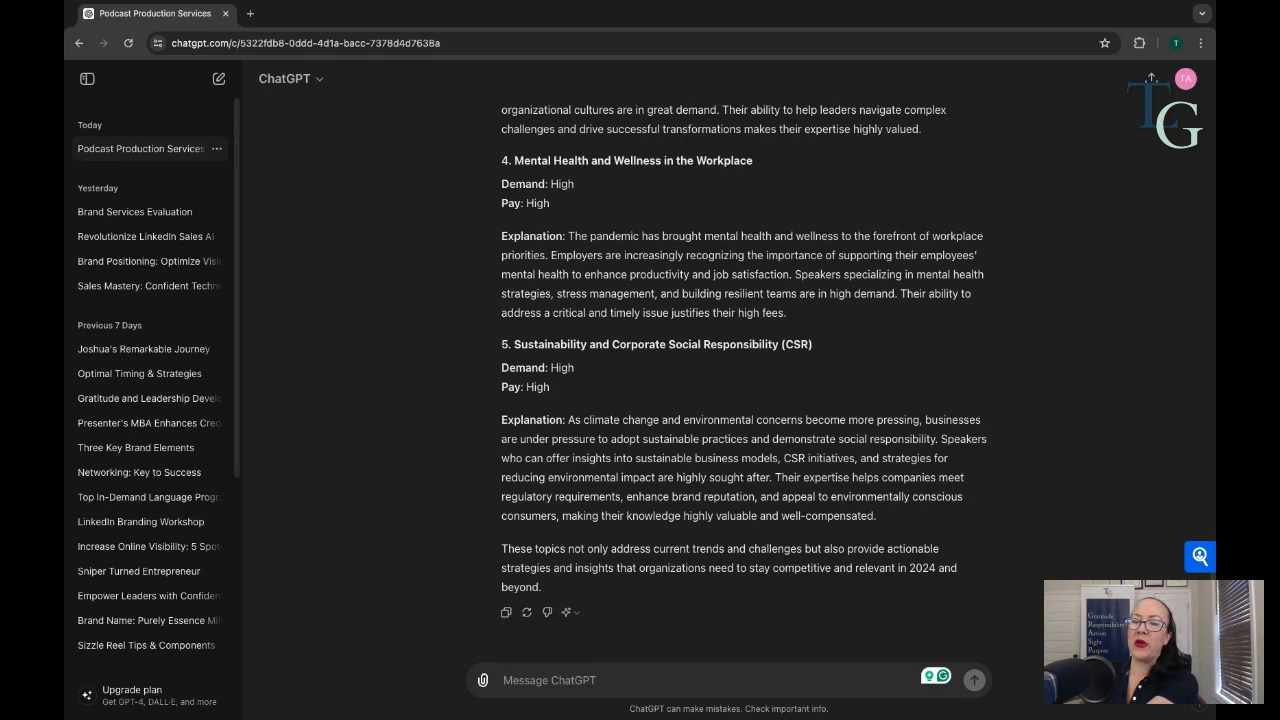 Podcast Production Services
chatgpt.com/c/5322fdb8-0ddd-4d1a-bacc-7378d4d7638a
T
ChatGPT
TA
TG
Today
Podcast Production Services
Yesterday
Brand Services Evaluation
Revolutionize LinkedIn Sales AI
Brand Positioning: Optimize Visi
Sales Mastery: Confident Techni
Previous 7 Days
Joshua's Remarkable Journey
Optimal Timing & Strategies
Gratitude and Leadership Develo
Presenter's MBA Enhances Cred
Three Key Brand Elements
Networking: Key to Success
Top In-Demand Language Progr
LinkedIn Branding Workshop
Increase Online Visibility: 5 Spot
Sniper Turned Entrepreneur
Empower Leaders with Confiden
Brand Name: Purely Essence Mi
Sizzle Reel Tips & Components
Upgrade plan
Get GPT-4, DALL·E, and more
organizational cultures are in great demand. Their ability to help leaders navigate complex
challenges and drive successful transformations makes their expertise highly valued.
4. Mental Health and Wellness in the Workplace
Demand: High
Pay: High
Explanation: The pandemic has brought mental health and wellness to the forefront of workplace
priorities. Employers are increasingly recognizing the importance of supporting their employees'
mental health to enhance productivity and job satisfaction. Speakers specializing in mental health
strategies, stress management, and building resilient teams are in high demand. Their ability to
address a critical and timely issue justifies their high fees.
5. Sustainability and Corporate Social Responsibility (CSR)
Demand: High
Pay: High
Explanation: As climate change and environmental concerns become more pressing, businesses
are under pressure to adopt sustainable practices and demonstrate social responsibility. Speakers
who can offer insights into sustainable business models, CSR initiatives, and strategies for
reducing environmental impact are highly sought after. Their expertise helps companies meet
regulatory requirements, enhance brand reputation, and appeal to environmentally conscious
consumers, making their knowledge highly valuable and well-compensated.
These topics not only address current trends and challenges but also provide actionable
strategies and insights that organizations need to stay competitive and relevant in 2024 and
beyond.
Message ChatGPT
ChatGPT can make mistakes. Check important info.
TG
Gratitude
Responsibility
Action
Sight
Purpose